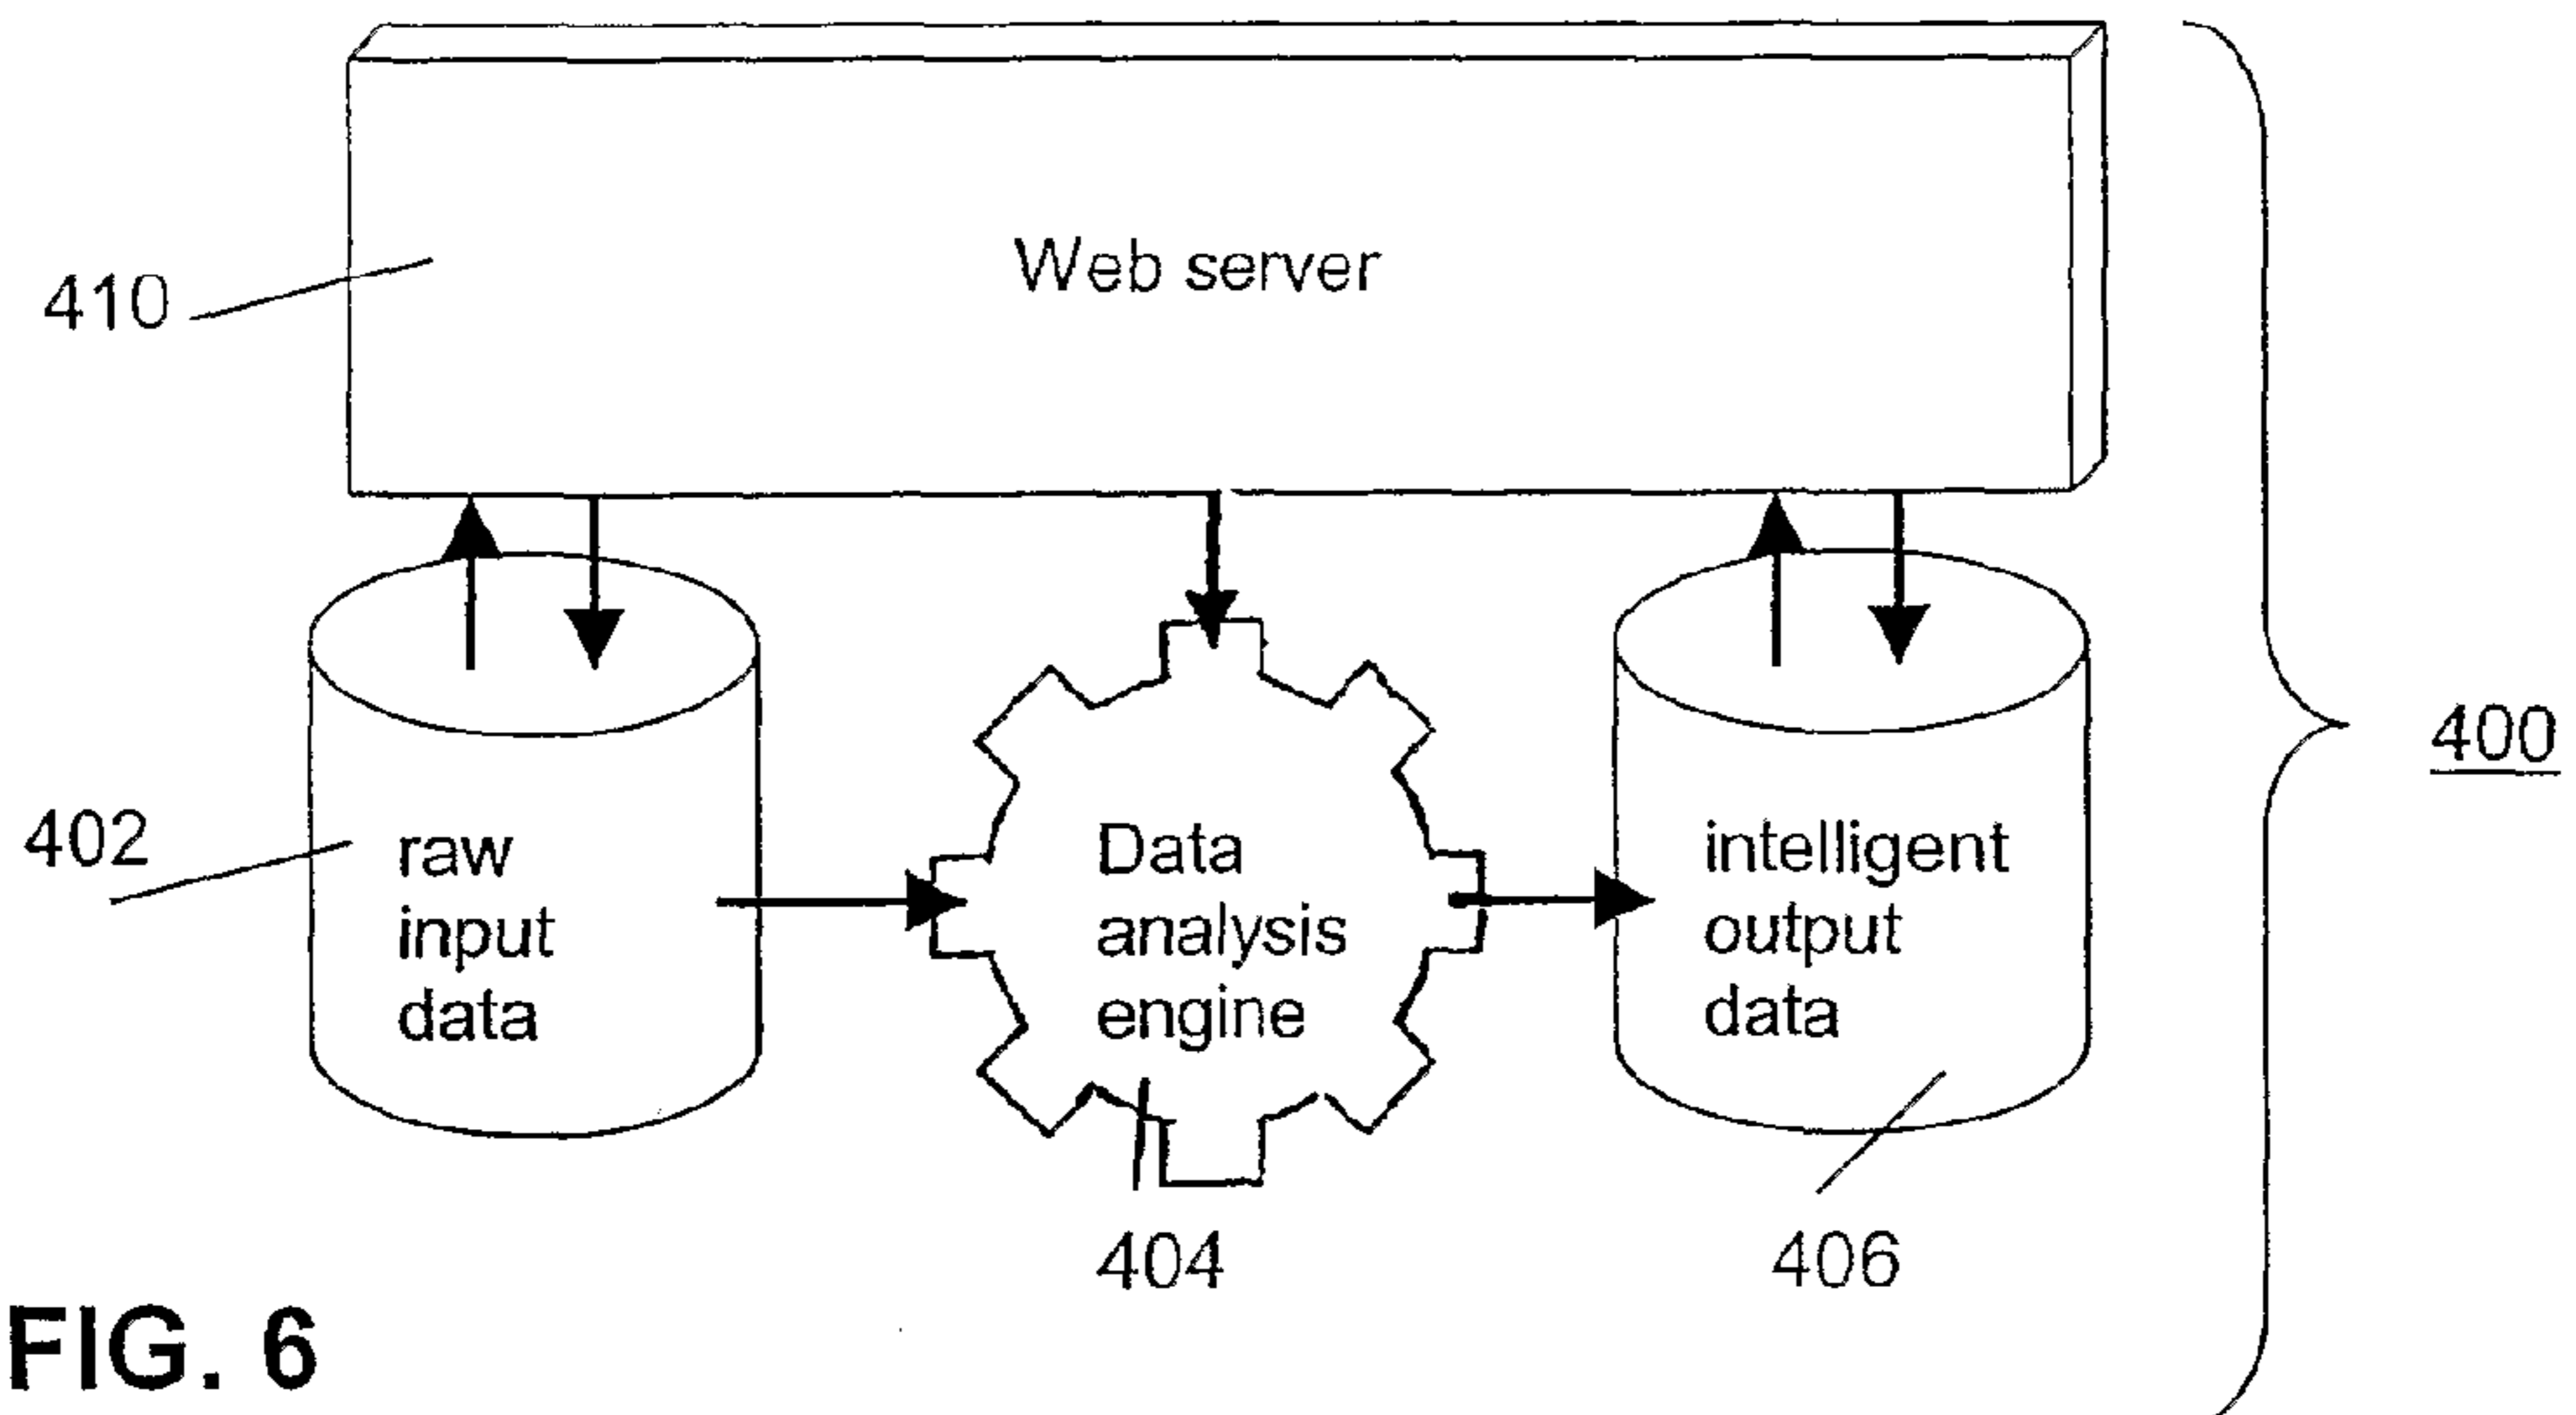 Web server
410
400
402
raw
input
data
Data
analysis
engine
intelligent
output
data
404
406
FIG. 6